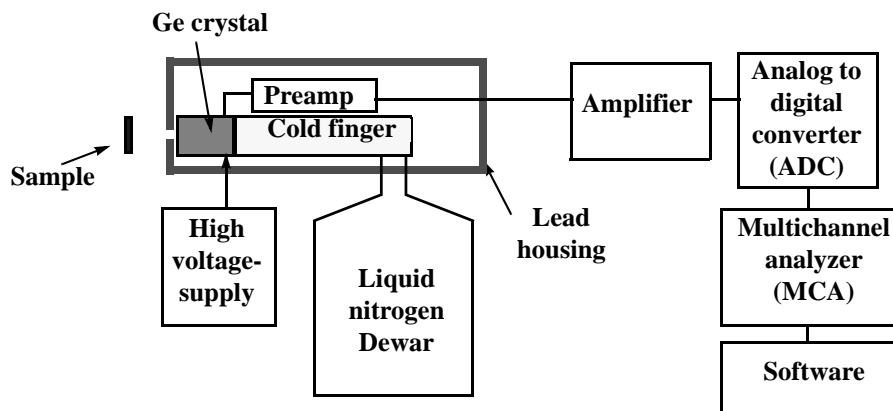 Ge crystal
Preamp
Cold finger
Sample
High
voltage-
supply
Liquid
nitrogen
Dewar
Lead
housing
Amplifier
Analog to
digital
converter
(ADC)
Multichannel
analyzer
(MCA)
Software